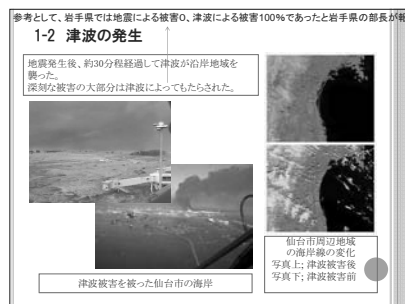 参考として、岩手県では地震による被害0、津波による被害100%であったと岩手県の部長が
1-2 津波の発生
地震発生後、約30分程経過して津波が沿岸地域を
襲った。
深刻な被害の大部分は津波によってもたらされた。
仙台市周辺地域
の海岸線の変化
写真上; 津波被害後
写真下; 津波被害前
津波被害を被った仙台市の海岸